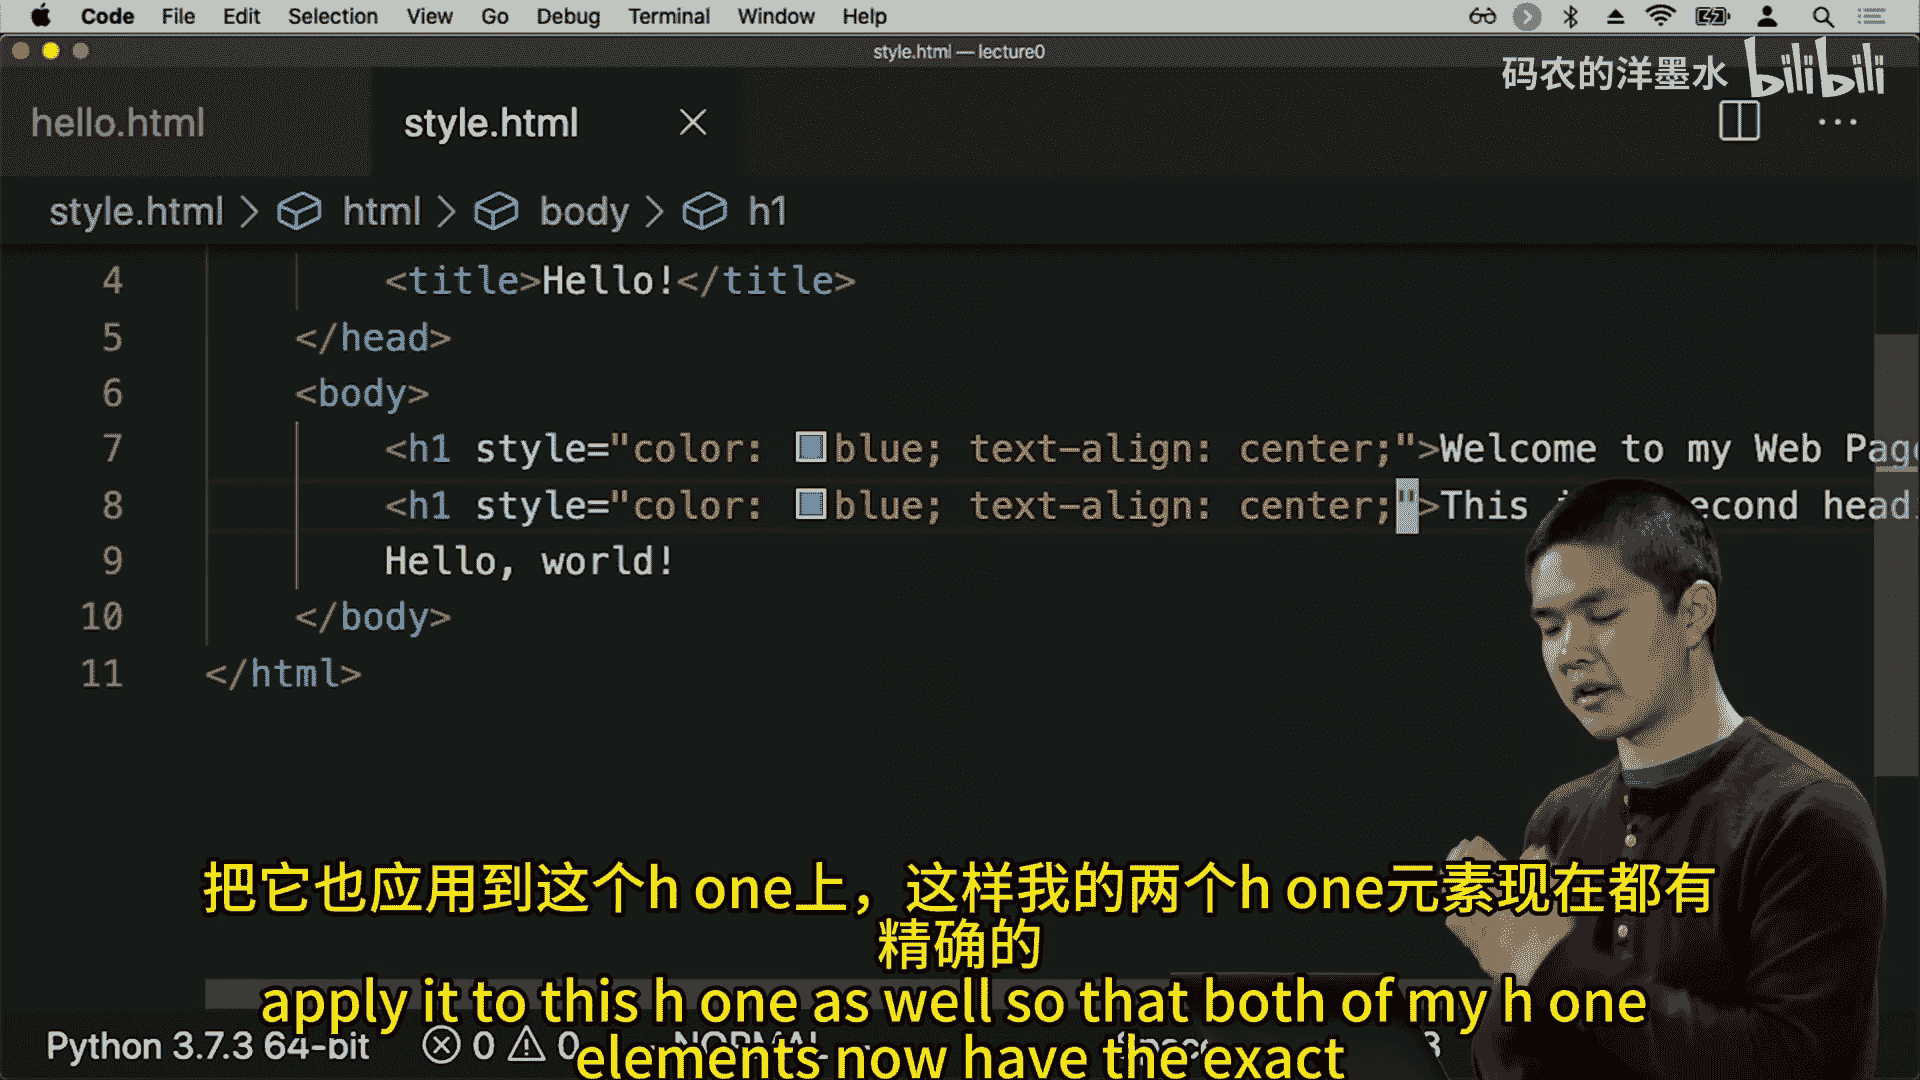 Code File Edit Selection View Go Debug Terminal Window Help
style.html — lecture0
码农的洋墨水 bilibili
hello.html style.html
style.html > html > body > h1
4 <title>Hello!</title>
5 </head>
6 <body>
7 <h1 style="color: blue; text-align: center;">Welcome to my Web Page
8 <h1 style="color: blue; text-align: center;">This econd head
9 Hello, world!
10 </body>
11 </html>
把它也应用到这个h one上，这样我的两个h one元素现在都有
精确的
apply it to this h one as well so that both of my h one
elements now have the exact
Python 3.7.3 64-bit 0 0